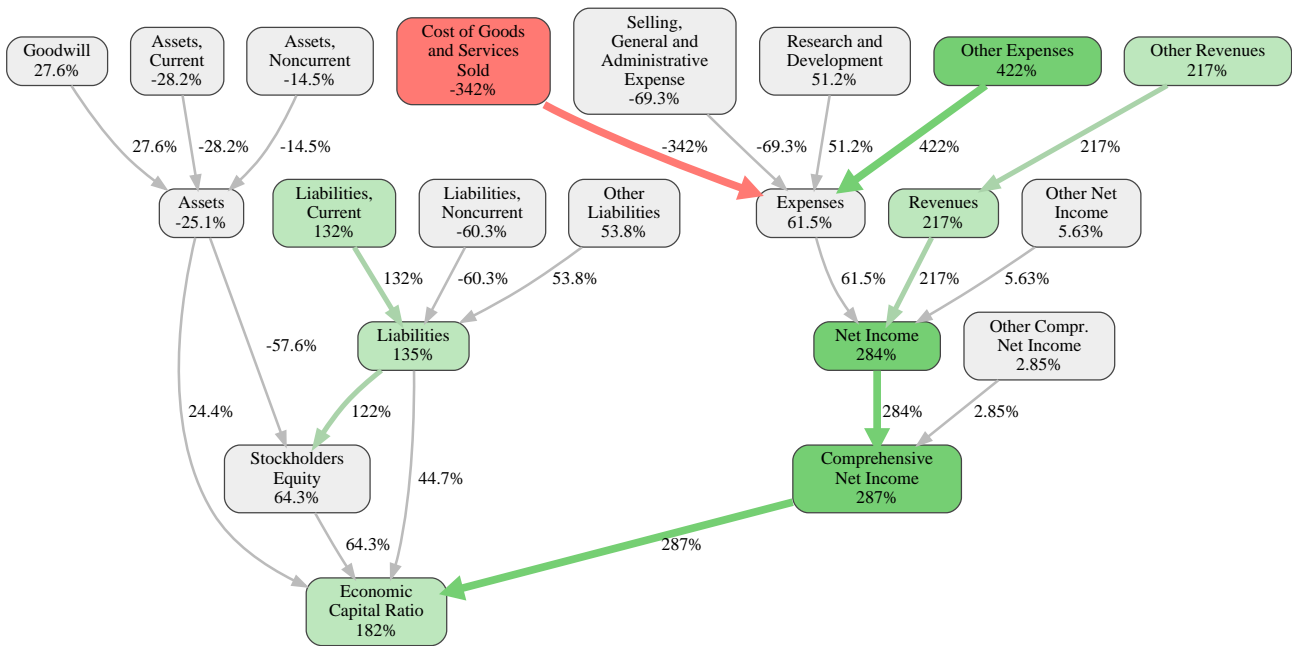 Goodwill
27.6%
Assets,
Current
-28.2%
Assets,
Noncurrent
-14.5%
Cost of Goods
and Services
Sold
-342%
Selling,
General and
Administrative
Expense
-69.3%
Research and
Development
51.2%
Other Expenses
422%
Other Revenues
217%
27.6%
-28.2%
-14.5%
-342%
-69.3%
51.2%
422%
217%
Assets
-25.1%
Liabilities,
Current
132%
Liabilities,
Noncurrent
-60.3%
Other
Liabilities
53.8%
Expenses
61.5%
Revenues
217%
Other Net
Income
5.63%
132%
-60.3%
53.8%
61.5%
217%
5.63%
-57.6%
Liabilities
135%
Net Income
284%
Other Compr.
Net Income
2.85%
24.4%
122%
284%
2.85%
Stockholders
Equity
64.3%
44.7%
Comprehensive
Net Income
287%
64.3%
287%
Economic
Capital Ratio
182%